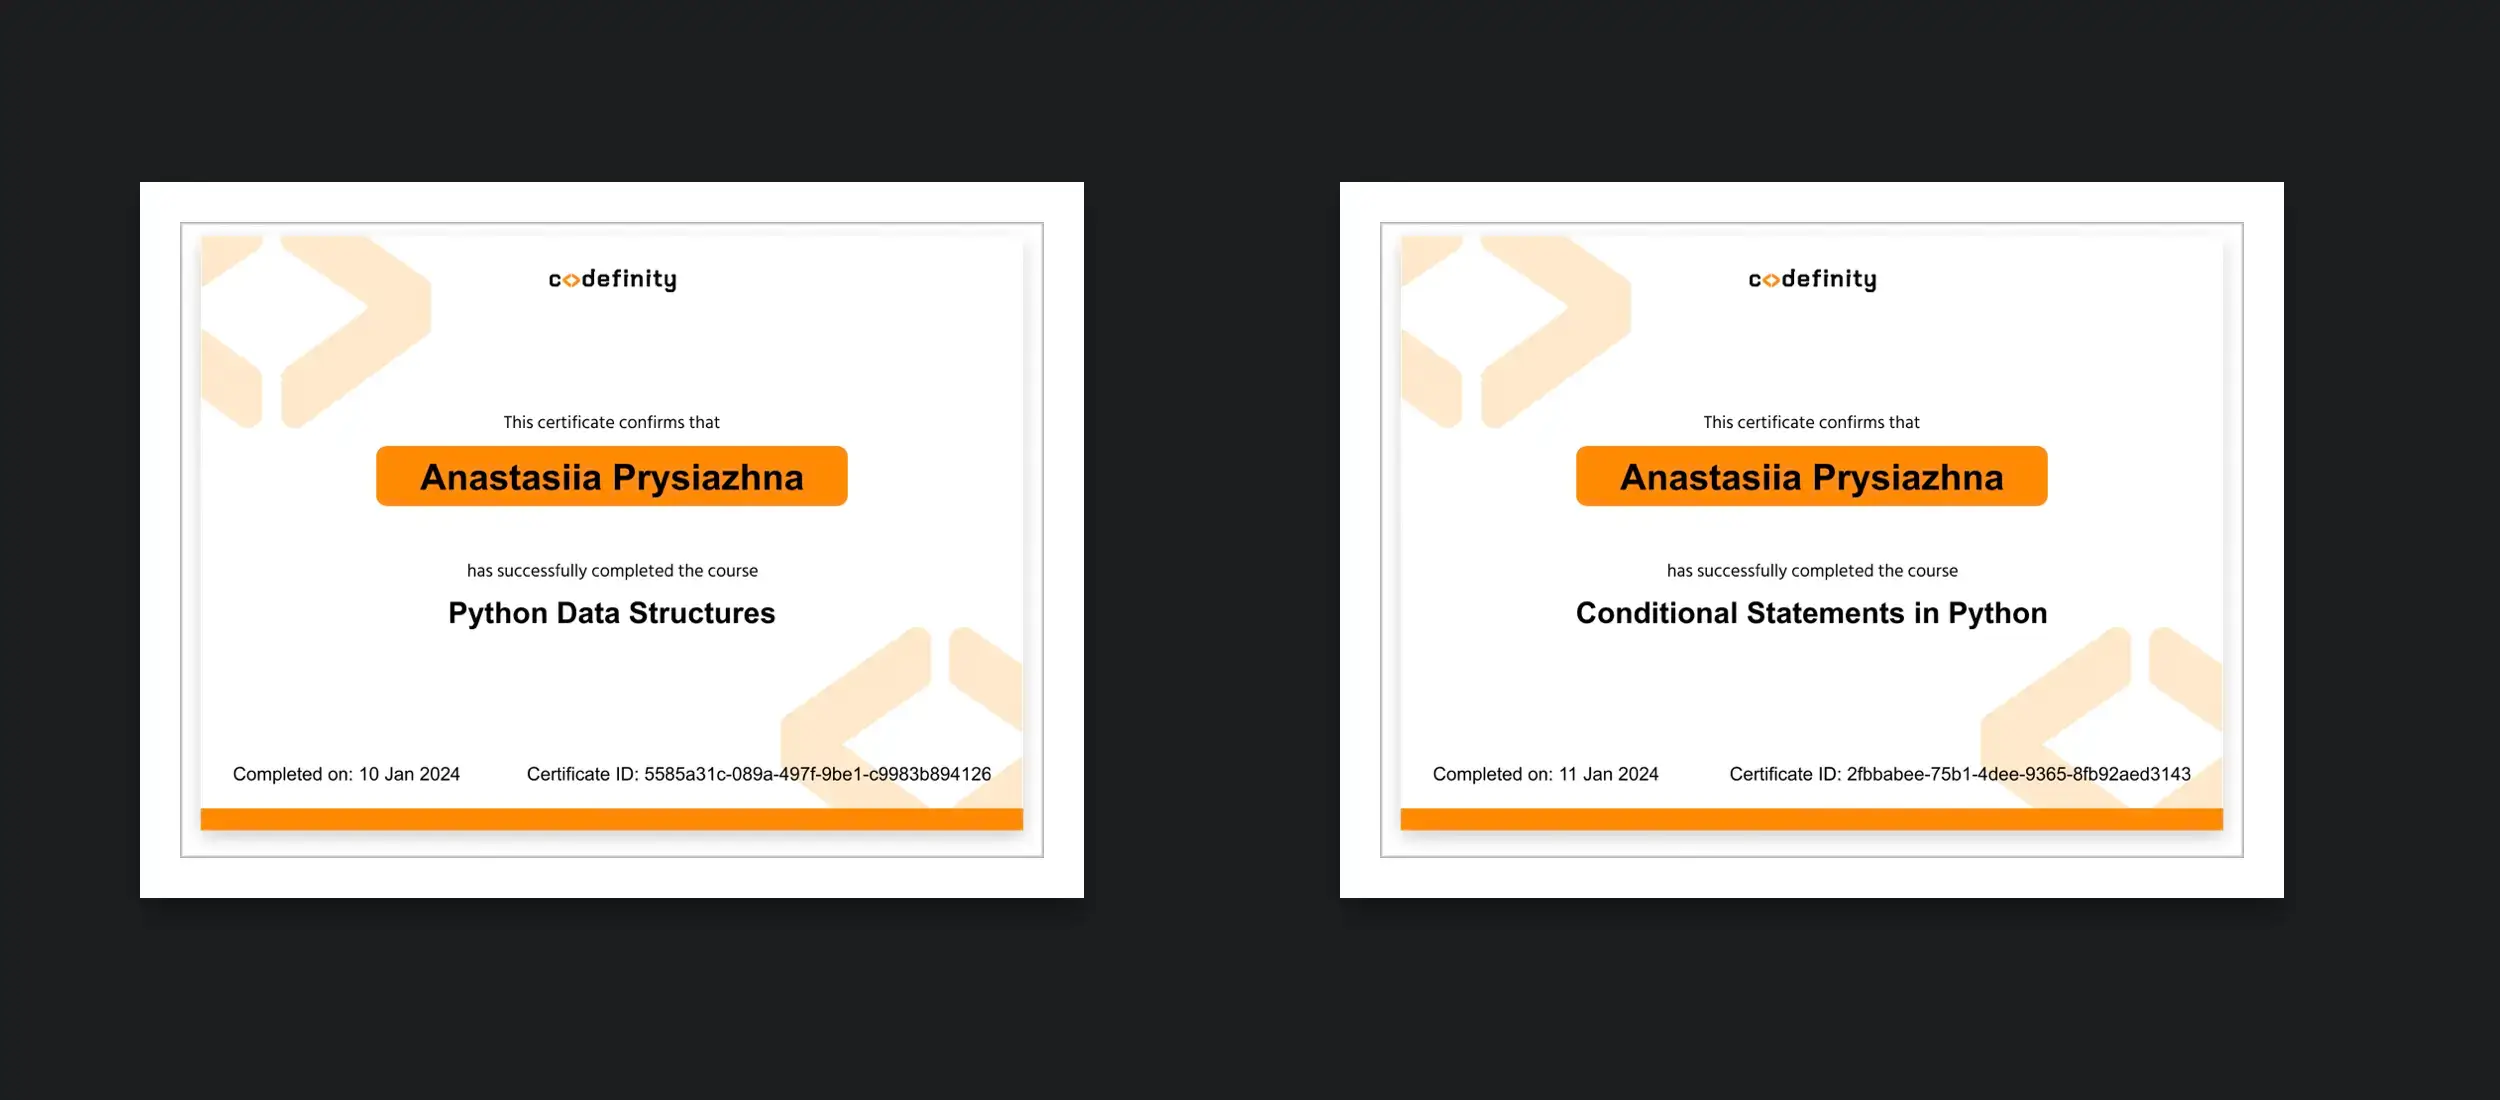 codefinity
This certificate confirms that
Anastasiia Prysiazhna
has successfully completed the course
Python Data Structures
Completed on: 10 Jan 2024
Certificate ID: 5585a31c-089a-497f-9be1-c9983b894126
codefinity
This certificate confirms that
Anastasiia Prysiazhna
has successfully completed the course
Conditional Statements in Python
Completed on: 11 Jan 2024
Certificate ID: 2fbbabee-75b1-4dee-9365-8fb92aed3143